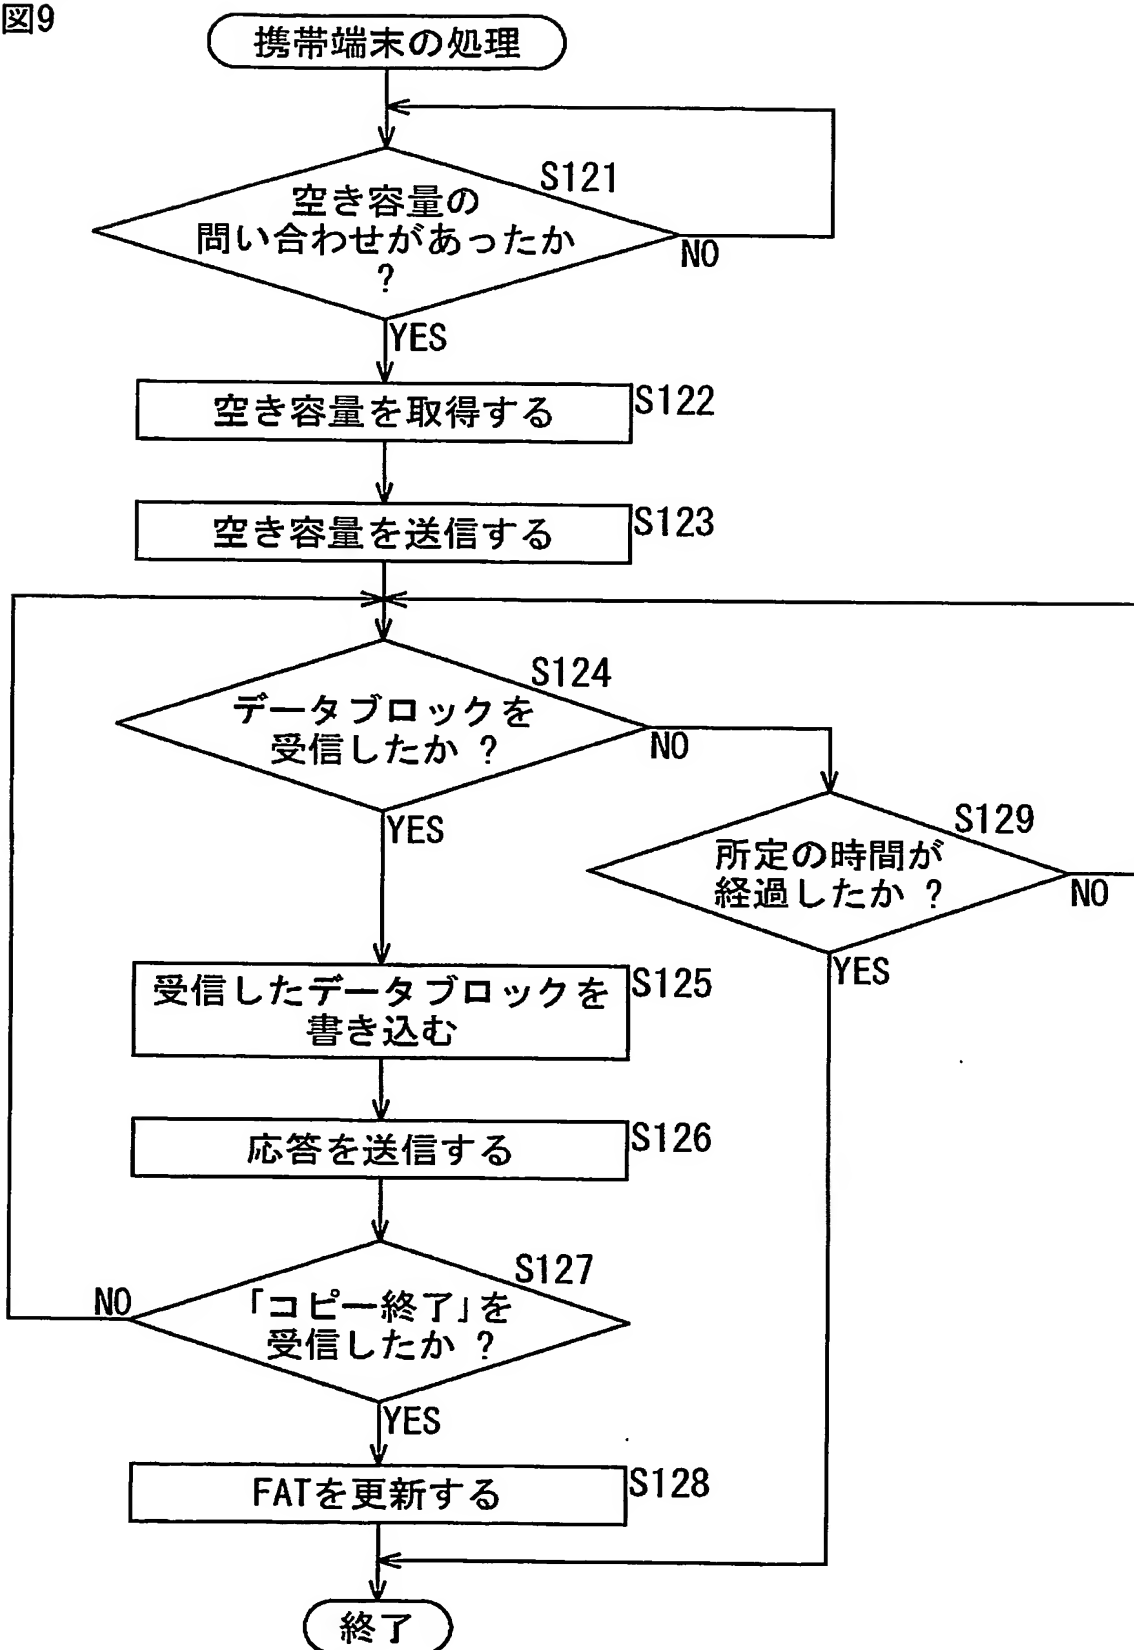 図9
携帯端末の処理
S121
空き容量の
問い合わせがあったか
?
NO
YES
空き容量を取得する
S122
空き容量を送信する
S123
S124
データブロックを
受信したか ?
NO
YES
S129
所定の時間が
経過したか ?
NO
YES
受信したデータブロックを
書き込む
S125
応答を送信する
S126
S127
「コピー終了」を
受信したか ?
NO
YES
FATを更新する
S128
終了